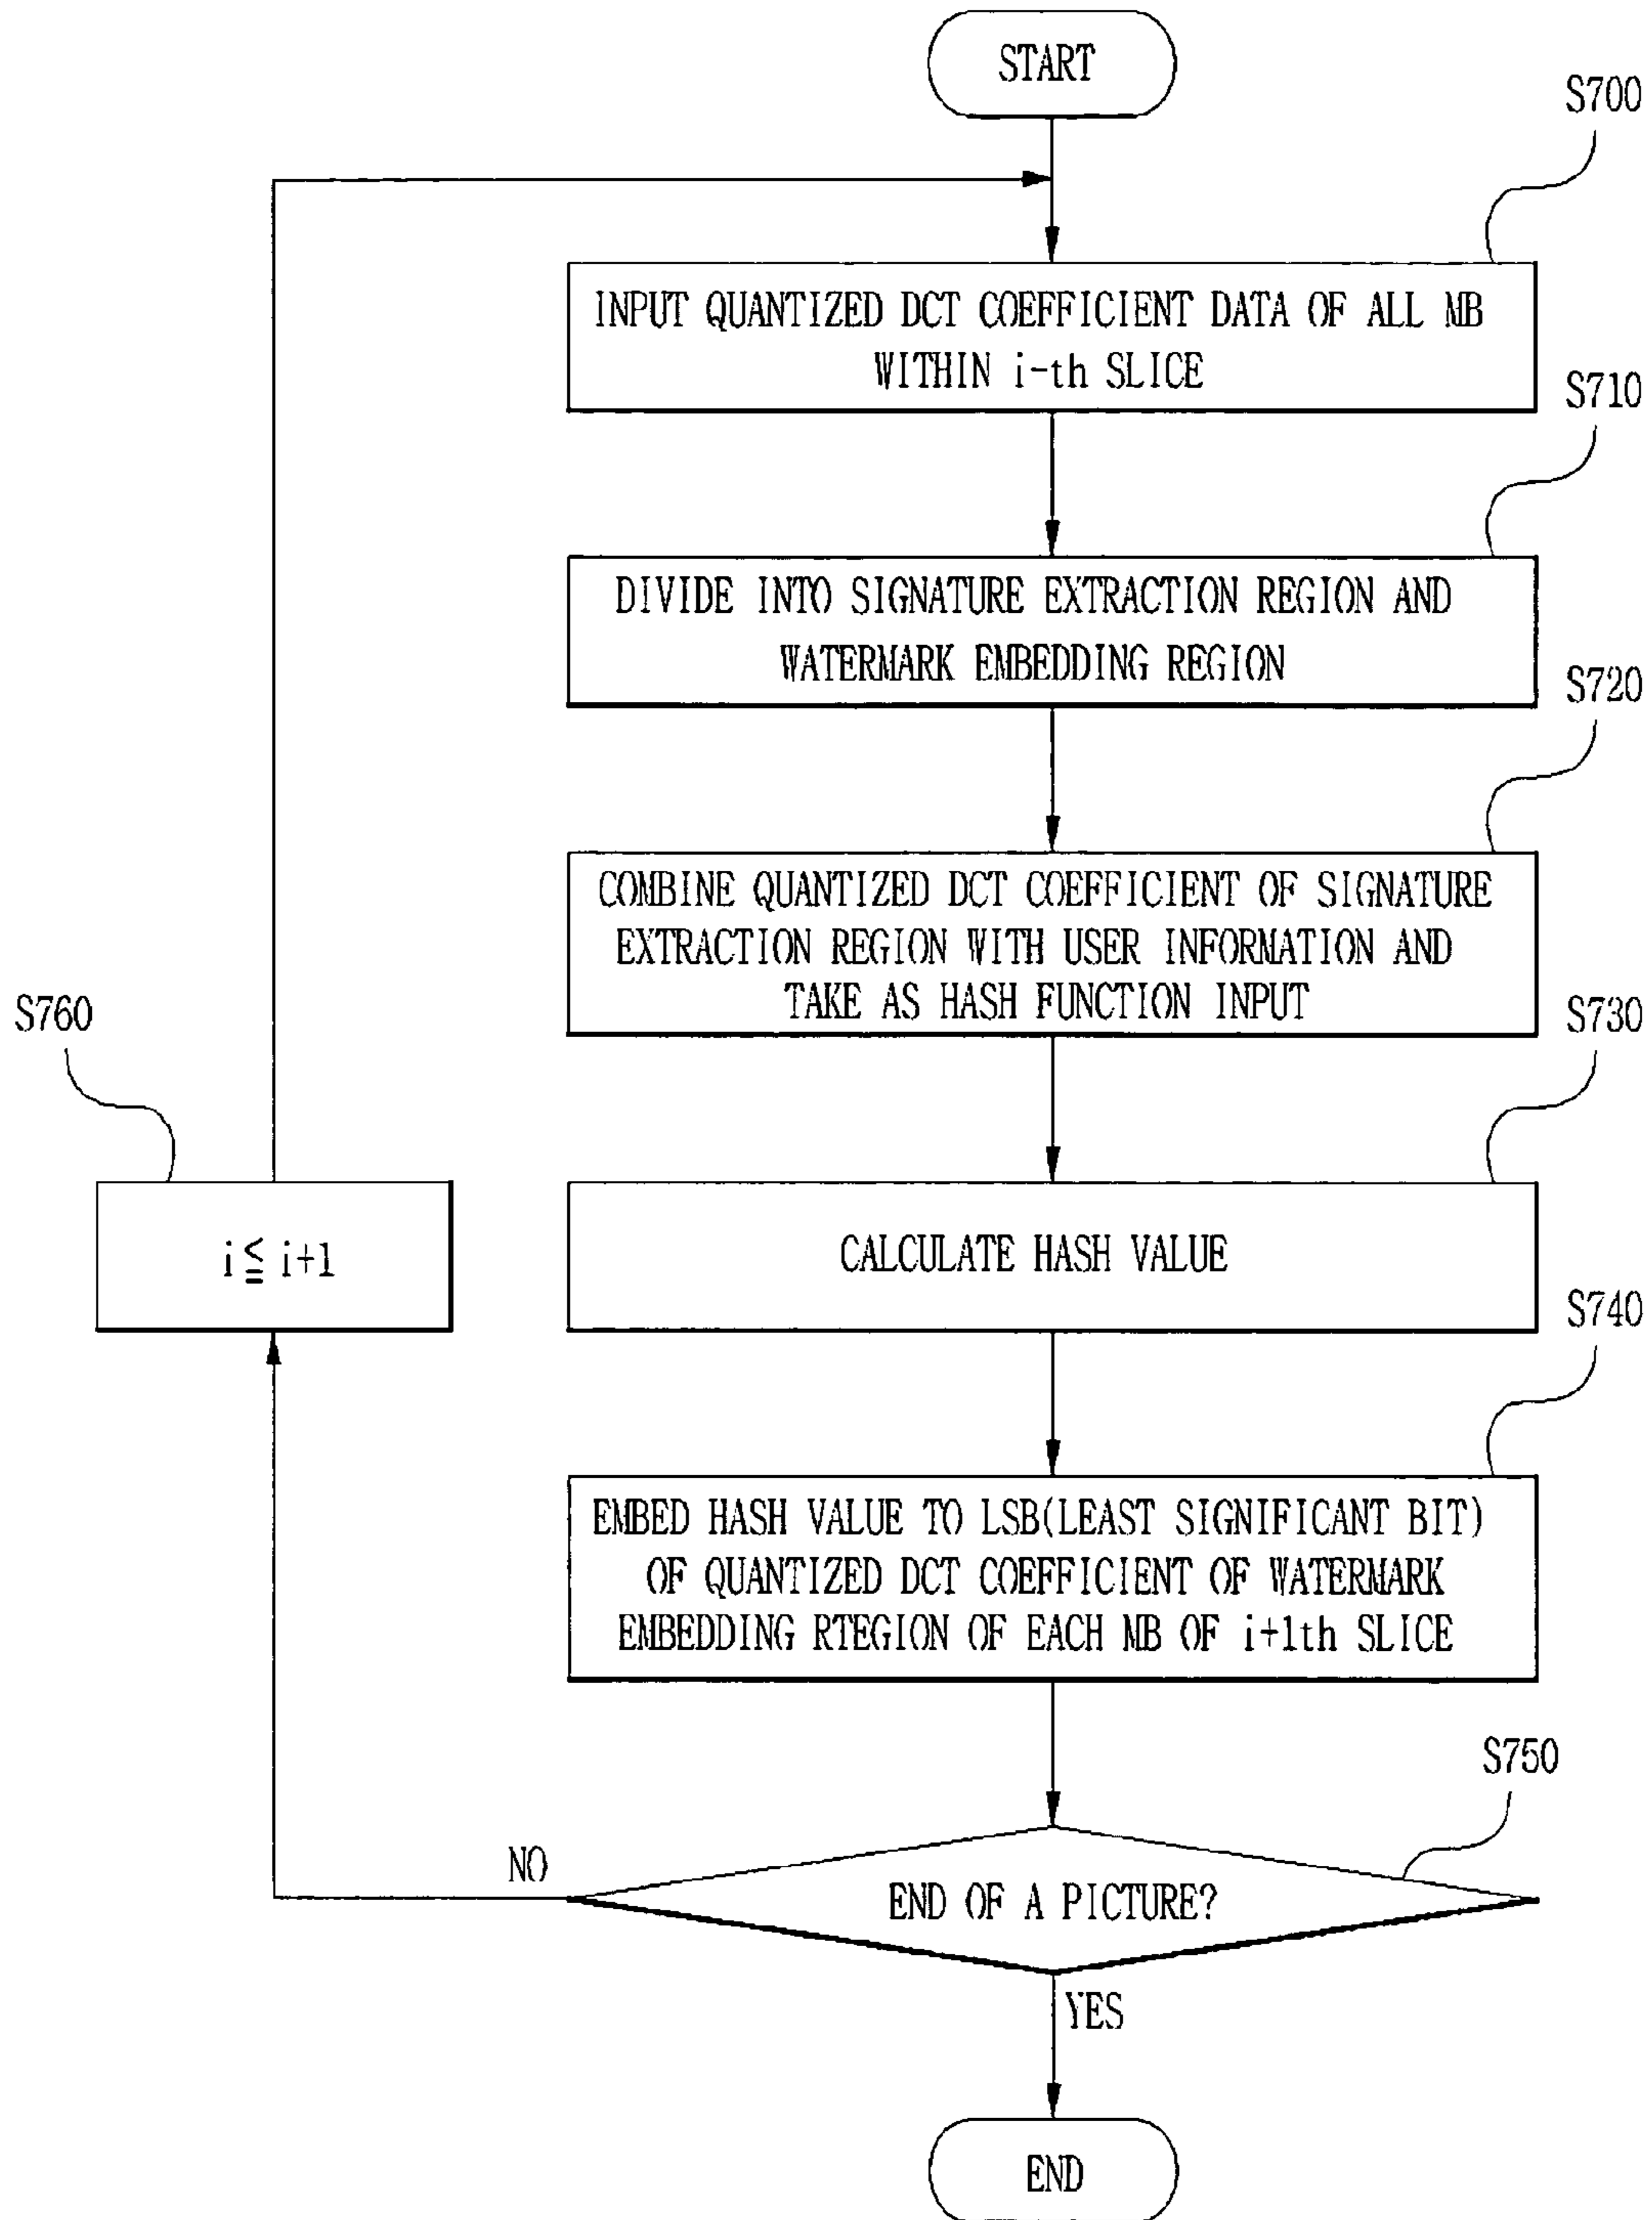 START
S700
INPUT QUANTIZED DCT COEFFICIENT DATA OF ALL MB
WITHIN i-th SLICE
S710
DIVIDE INTO SIGNATURE EXTRACTION REGION AND
WATERMARK EMBEDDING REGION
S720
COMBINE QUANTIZED DCT COEFFICIENT OF SIGNATURE
EXTRACTION REGION WITH USER INFORMATION AND
TAKE AS HASH FUNCTION INPUT
S760
S730
i≦ i+1
CALCULATE HASH VALUE
S740
EMBED HASH VALUE TO LSB(LEAST SIGNIFICANT BIT)
OF QUANTIZED DCT COEFFICIENT OF WATERMARK
EMBEDDING RTEGION OF EACH MB OF i+1th SLICE
S750
NO
END OF A PICTURE?
YES
END